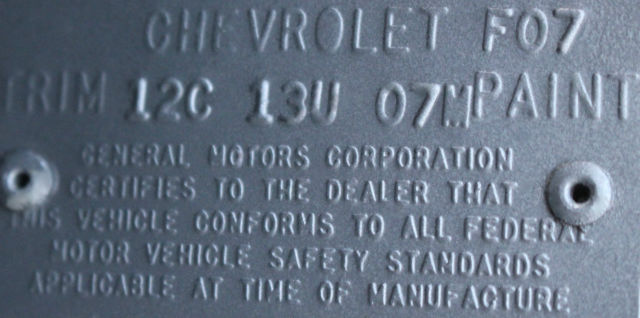 CHEVROLET F07
TRIM 12C 13U 07M PAINT
GENERAL MOTORS CORPORATION
CERTIFIES TO THE DEALER THAT
THIS VEHICLE CONFORMS TO ALL FEDERAL
MOTOR VEHICLE SAFETY STANDARDS
APPLICABLE AT TIME OF MANUFACTURE